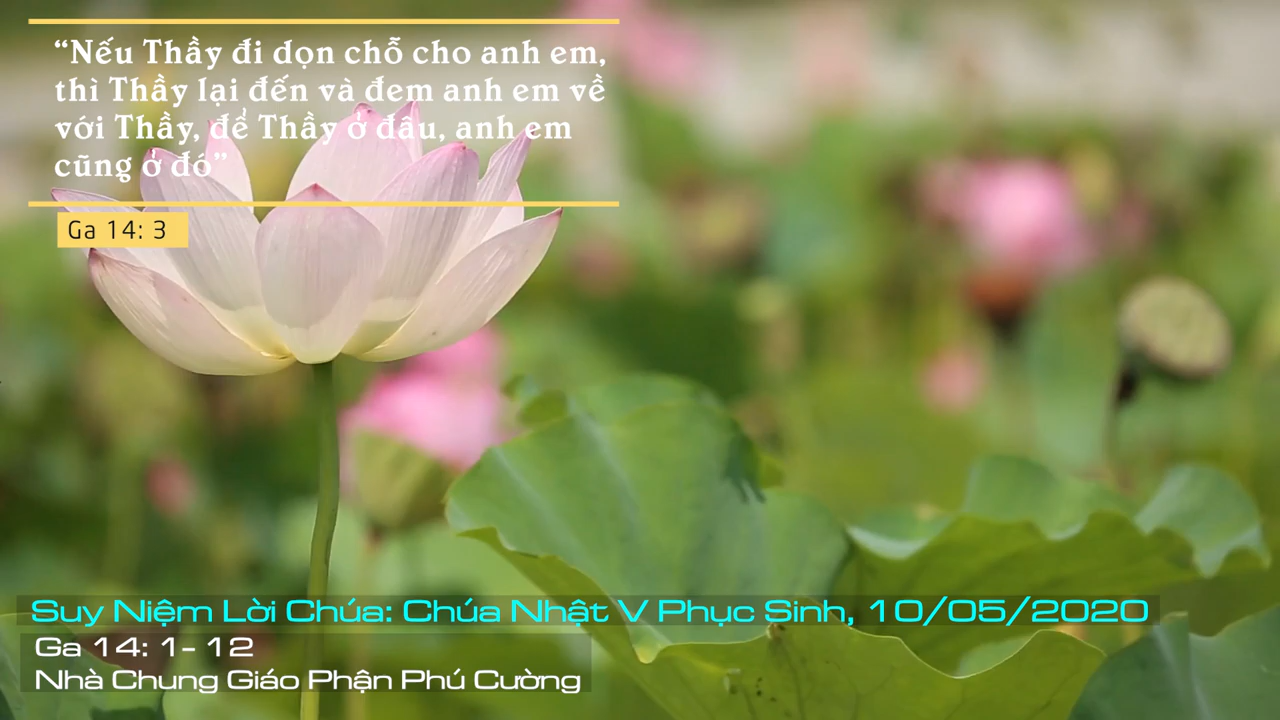 “Nếu Thầy đi dọn chỗ cho anh em,
thì Thầy lại đến và đem anh em về
với Thầy, để Thầy ở đâu, anh em
cũng ở đó”
Ga 14: 3
Suy Niệm Lời Chúa: Chúa Nhật V Phục Sinh, 10/05/2020
Ga 14: 1- 12
Nhà Chung Giáo Phận Phú Cường